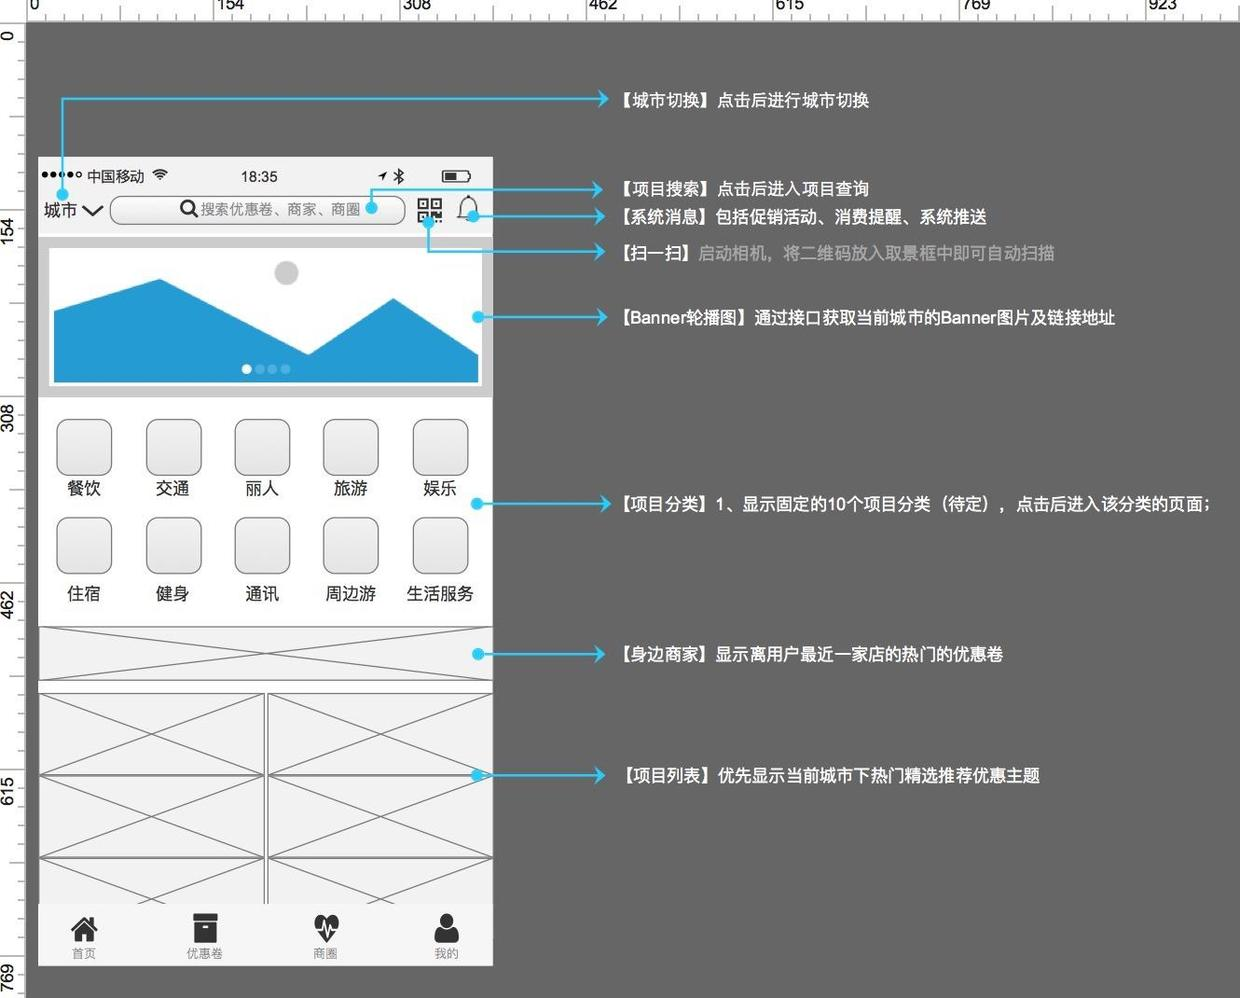 0 154 308 462 615 769 923
0
【城市切换】点击后进行城市切换
中国移动 18:35
【项目搜索】点击后进入项目查询
城市 搜索优惠卷、商家、商圈
【系统消息】包括促销活动、消费提醒、系统推送
154
【扫一扫】启动相机，将二维码放入取景框中即可自动扫描
【Banner轮播图】通过接口获取当前城市的Banner图片及链接地址
308
餐饮 交通 丽人 旅游 娱乐
【项目分类】1、显示固定的10个项目分类（待定），点击后进入该分类的页面；
住宿 健身 通讯 周边游 生活服务
462
【身边商家】显示离用户最近一家店的热门的优惠卷
【项目列表】优先显示当前城市下热门精选推荐优惠主题
615
首页 优惠卷 商圈 我的
769